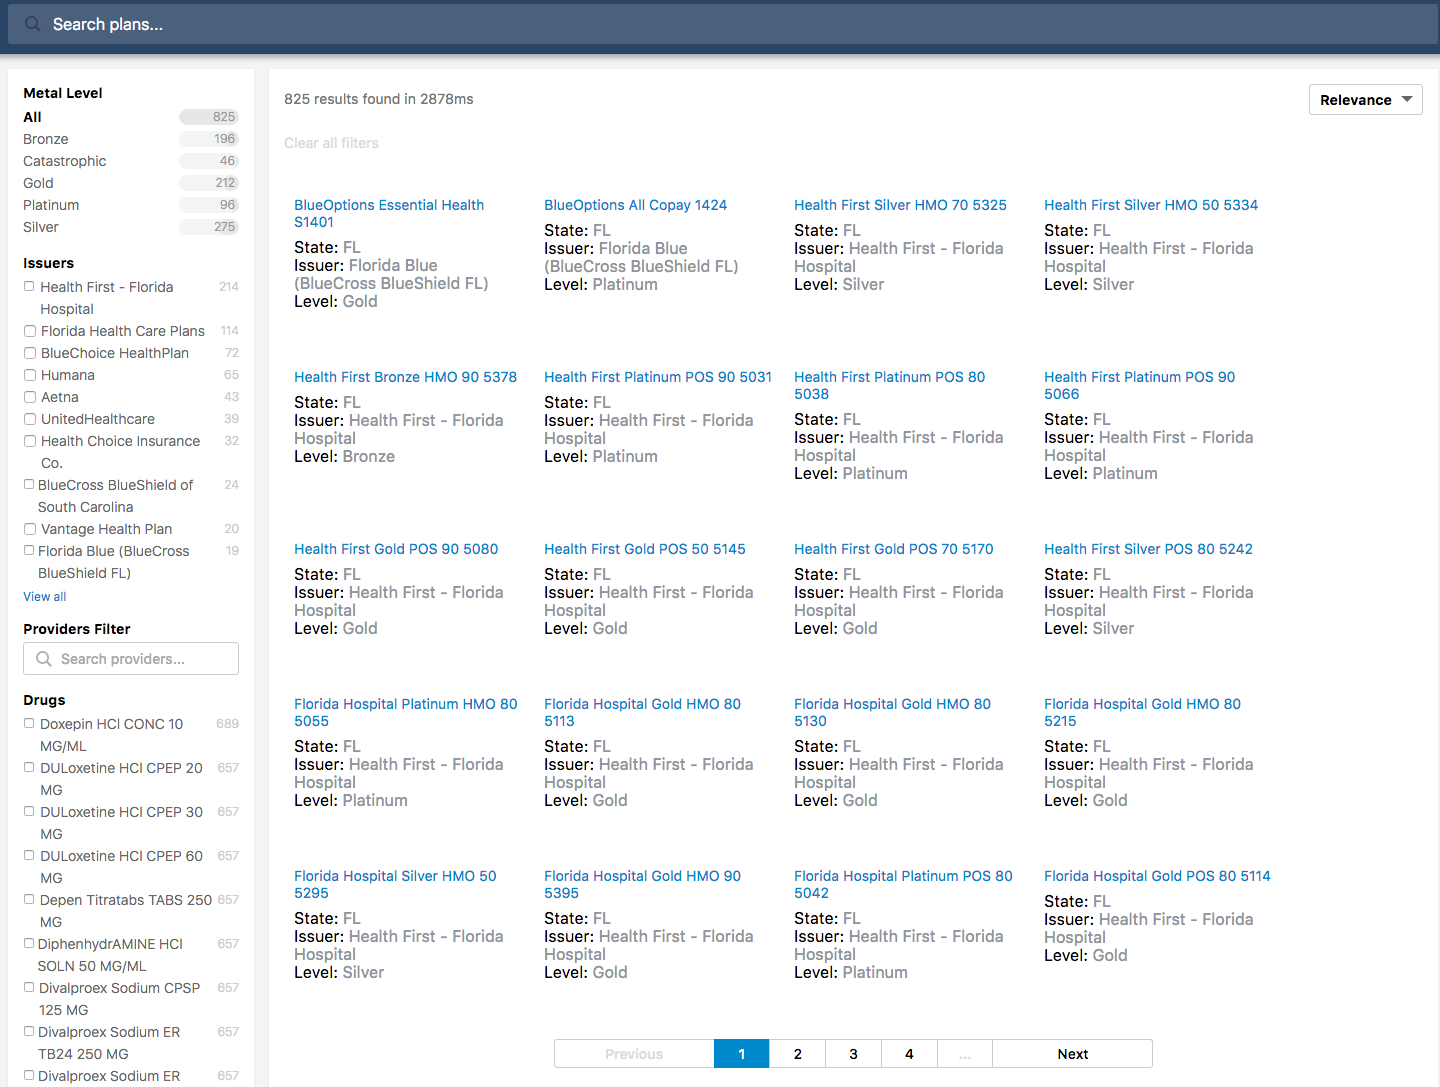 Search plans...
Metal Level
All 825
Bronze 196
Catastrophic 46
Gold 212
Platinum 96
Silver 275
Issuers
Health First - Florida 214
Hospital
Florida Health Care Plans 114
BlueChoice HealthPlan 72
Humana 65
Aetna 43
UnitedHealthcare 39
Health Choice Insurance 32
Co.
BlueCross BlueShield of 24
South Carolina
Vantage Health Plan 20
Florida Blue (BlueCross 19
BlueShield FL)
View all
Providers Filter
Search providers...
Drugs
Doxepin HCl CONC 10 689
MG/ML
DULoxetine HCl CPEP 20 657
MG
DULoxetine HCl CPEP 30 657
MG
DULoxetine HCl CPEP 60 657
MG
Depen Titratabs TABS 250 657
MG
DiphenhydrAMINE HCl 657
SOLN 50 MG/ML
Divalproex Sodium CPSP 657
125 MG
Divalproex Sodium ER 657
TB24 250 MG
Divalproex Sodium ER 657
825 results found in 2878ms
Relevance
Clear all filters
BlueOptions Essential Health
S1401
State: FL
Issuer: Florida Blue
(BlueCross BlueShield FL)
Level: Gold
BlueOptions All Copay 1424
State: FL
Issuer: Florida Blue
(BlueCross BlueShield FL)
Level: Platinum
Health First Silver HMO 70 5325
State: FL
Issuer: Health First - Florida
Hospital
Level: Silver
Health First Silver HMO 50 5334
State: FL
Issuer: Health First - Florida
Hospital
Level: Silver
Health First Bronze HMO 90 5378
State: FL
Issuer: Health First - Florida
Hospital
Level: Bronze
Health First Platinum POS 90 5031
State: FL
Issuer: Health First - Florida
Hospital
Level: Platinum
Health First Platinum POS 80
5038
State: FL
Issuer: Health First - Florida
Hospital
Level: Platinum
Health First Platinum POS 90
5066
State: FL
Issuer: Health First - Florida
Hospital
Level: Platinum
Health First Gold POS 90 5080
State: FL
Issuer: Health First - Florida
Hospital
Level: Gold
Health First Gold POS 50 5145
State: FL
Issuer: Health First - Florida
Hospital
Level: Gold
Health First Gold POS 70 5170
State: FL
Issuer: Health First - Florida
Hospital
Level: Gold
Health First Silver POS 80 5242
State: FL
Issuer: Health First - Florida
Hospital
Level: Silver
Florida Hospital Platinum HMO 80
5055
State: FL
Issuer: Health First - Florida
Hospital
Level: Platinum
Florida Hospital Gold HMO 80
5113
State: FL
Issuer: Health First - Florida
Hospital
Level: Gold
Florida Hospital Gold HMO 80
5130
State: FL
Issuer: Health First - Florida
Hospital
Level: Gold
Florida Hospital Gold HMO 80
5215
State: FL
Issuer: Health First - Florida
Hospital
Level: Gold
Florida Hospital Silver HMO 50
5295
State: FL
Issuer: Health First - Florida
Hospital
Level: Silver
Florida Hospital Gold HMO 90
5395
State: FL
Issuer: Health First - Florida
Hospital
Level: Gold
Florida Hospital Platinum POS 80
5042
State: FL
Issuer: Health First - Florida
Hospital
Level: Platinum
Florida Hospital Gold POS 80 5114
State: FL
Issuer: Health First - Florida
Hospital
Level: Gold
Previous 1 2 3 4 ... Next